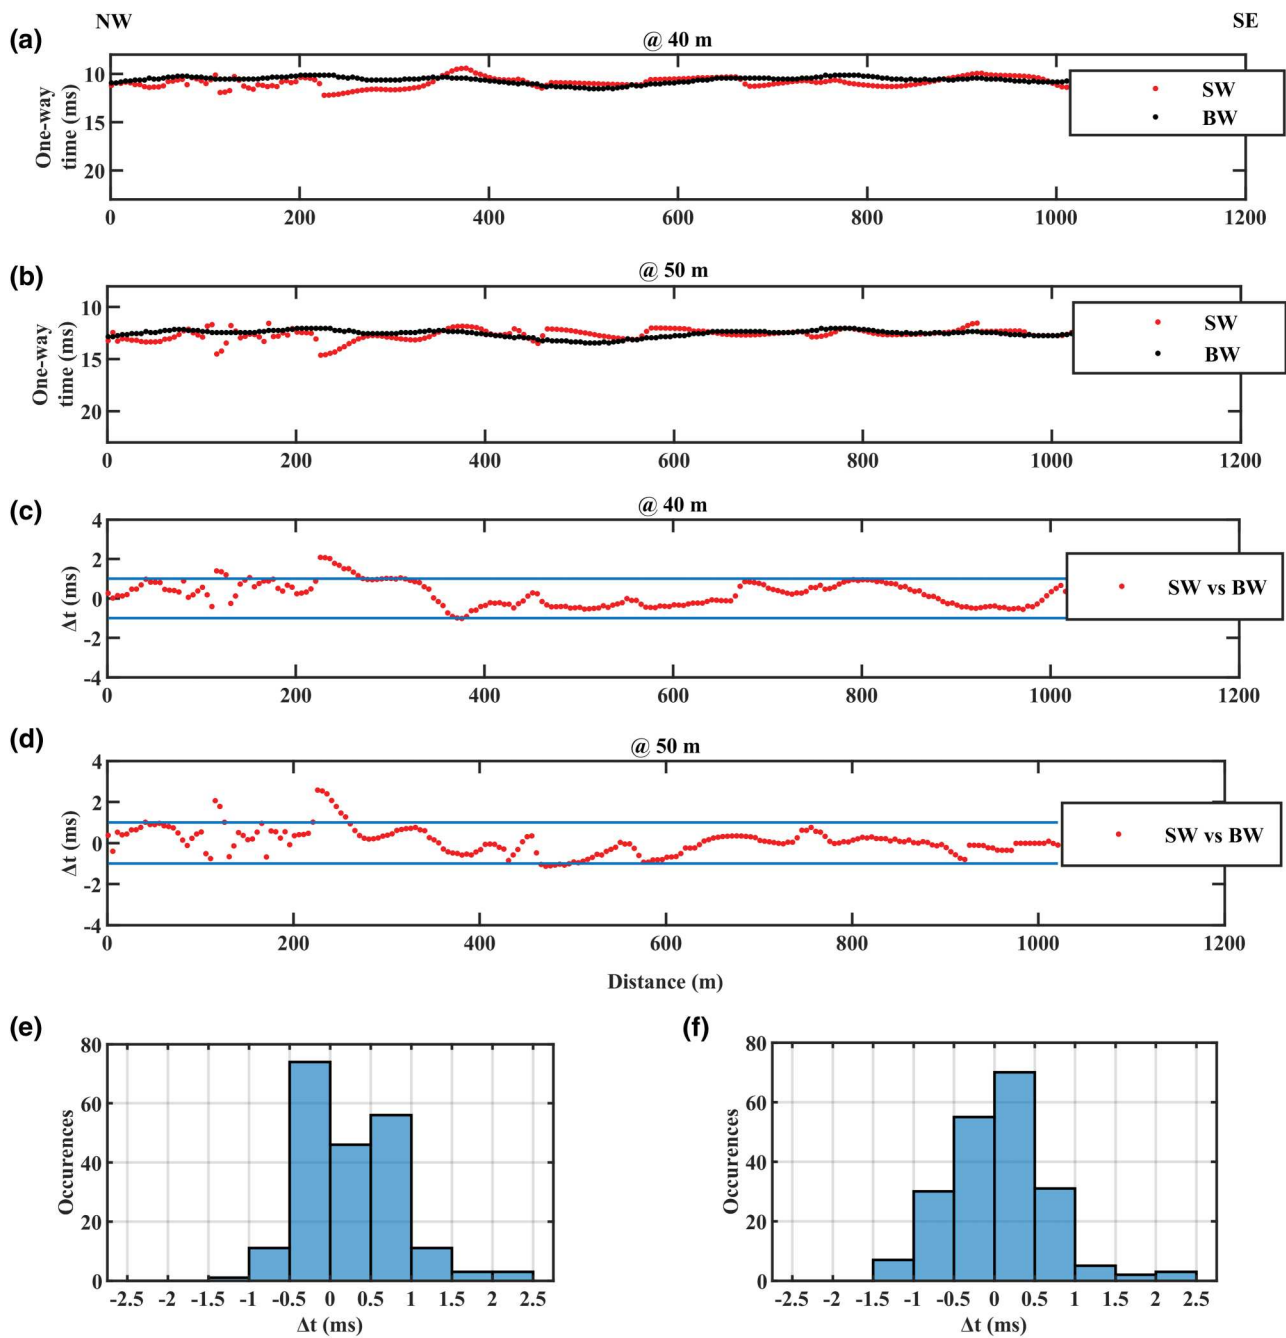 NW SE
(a) @ 40 m
10
15
20
One-way
time (ms)
SW
BW
0 200 400 600 800 1000 1200
(b) @ 50 m
10
15
20
One-way
time (ms)
SW
BW
0 200 400 600 800 1000 1200
(c) @ 40 m
4
2
0
-2
-4
Δt (ms)
SW vs BW
0 200 400 600 800 1000 1200
(d) @ 50 m
4
2
0
-2
-4
Δt (ms)
SW vs BW
0 200 400 600 800 1000 1200
Distance (m)
(e)
80
60
40
20
0
Occurences
-2.5 -2 -1.5 -1 -0.5 0 0.5 1 1.5 2 2.5
Δt (ms)
(f)
80
60
40
20
0
Occurences
-2.5 -2 -1.5 -1 -0.5 0 0.5 1 1.5 2 2.5
Δt (ms)